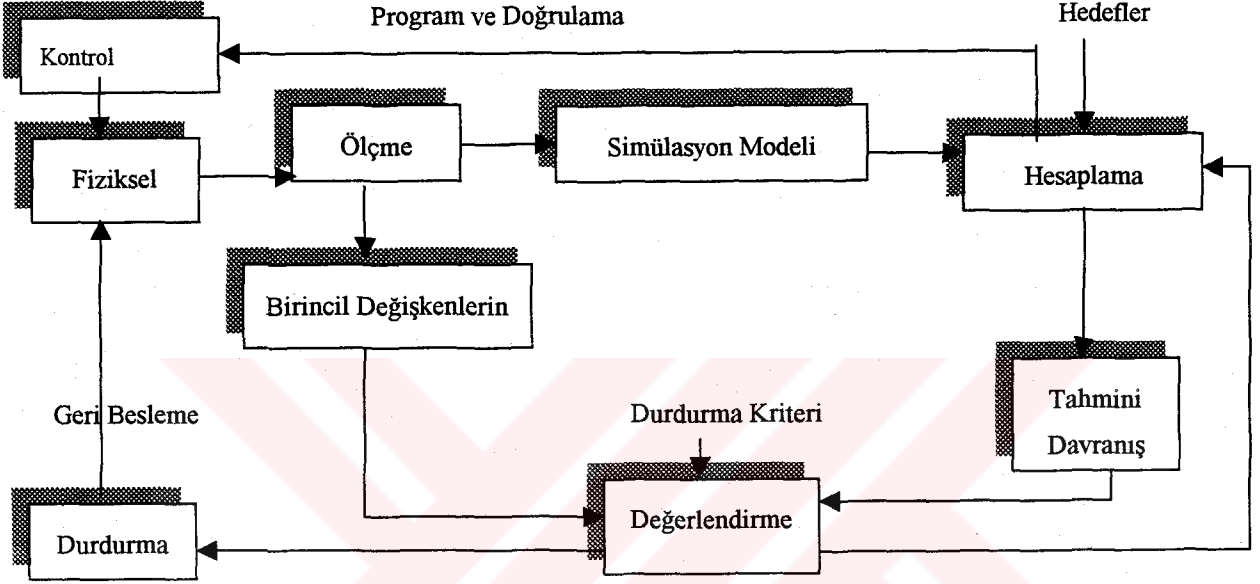 Program ve Doğrulama
Hedefler
Kontrol
Ölçme
Simülasyon Modeli
Fiziksel
Hesaplama
Birincil Değişkenlerin
Geri Besleme
Durdurma Kriteri
Tahmini
Davranış
Değerlendirme
Durdurma